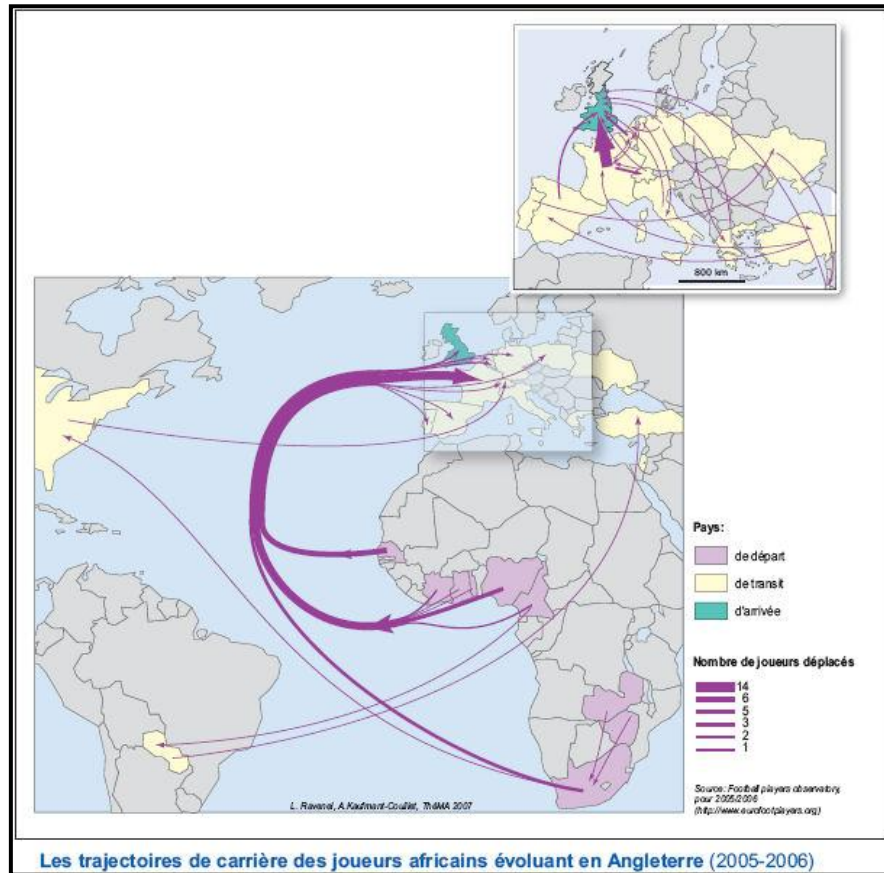 800 km
Pays:
de départ
de transit
d'arrivée
Nombre de joueurs déplacés
14
6
5
3
2
1
L. Ravenel, A.Kaufmant-Couillet, ThéMA 2007
Source: Football players observatory,
pour 2005/2006
(http://www.eurofootplayers.org)
Les trajectoires de carrière des joueurs africains évoluant en Angleterre (2005-2006)